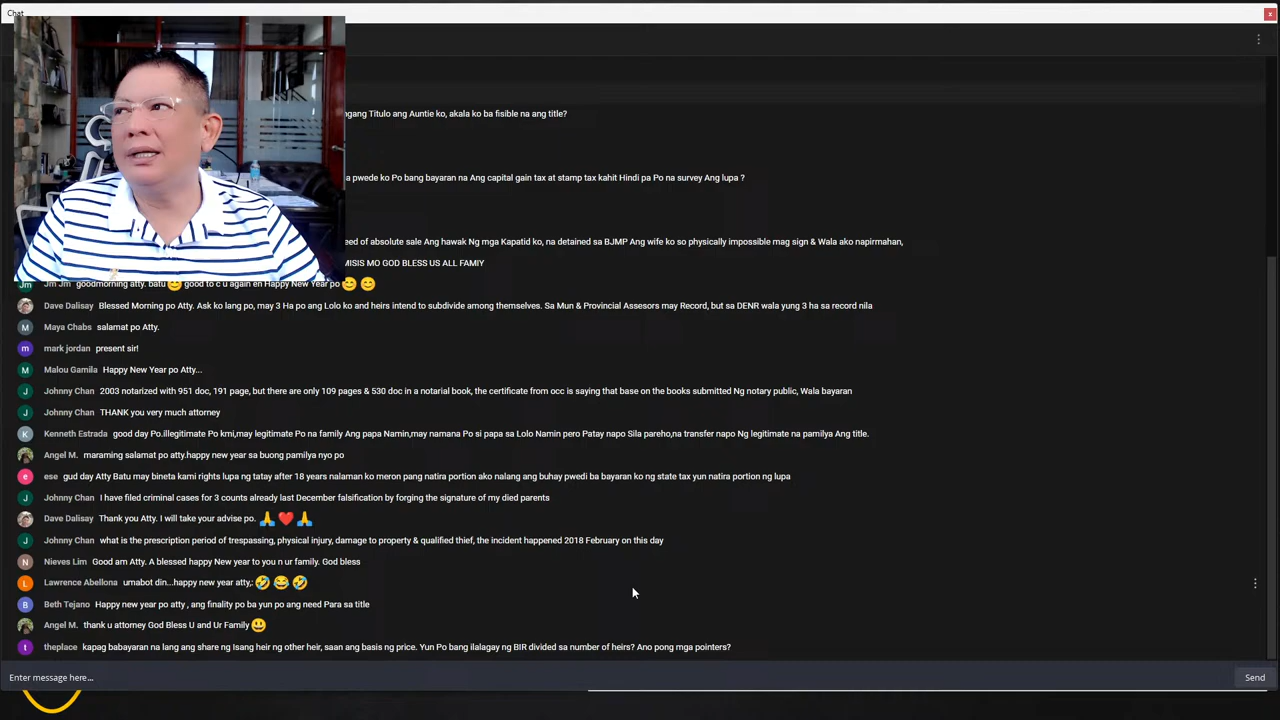 Chat
ngang Titulo ang Auntie ko, akala ko ba fisible na ang title?
a pwede ko Po bang bayaran na Ang capital gain tax at stamp tax kahit Hindi pa Po na survey Ang lupa ?
eed of absolute sale Ang hawak Ng mga Kapatid ko, na detained sa BJMP Ang wife ko so physically impossible mag sign & Wala ako napirmahan,
MISIS MO GOD BLESS US ALL FAMIY
Jm Jm Jm goodmorning atty. batu😊 good to c u again en Happy New Year po 😊 😊
Dave Dalisay Blessed Morning po Atty. Ask ko lang po, may 3 Ha po ang Lolo ko and heirs intend to subdivide among themselves. Sa Mun & Provincial Assesors may Record, but sa DENR wala yung 3 ha sa record nila
M Maya Chabs salamat po Atty.
m mark jordan present sir!
M Malou Gamila Happy New Year po Atty...
J Johnny Chan 2003 notarized with 951 doc, 191 page, but there are only 109 pages & 530 doc in a notarial book, the certificate from occ is saying that base on the books submitted Ng notary public, Wala bayaran
J Johnny Chan THANK you very much attorney
K Kenneth Estrada good day Po.illegitimate Po kmi,may legitimate Po na family Ang papa Namin,may namana Po si papa sa Lolo Namin pero Patay napo Sila pareho,na transfer napo Ng legitimate na pamilya Ang title.
Angel M. maraming salamat po atty.happy new year sa buong pamilya nyo po
e ese gud day Atty Batu may bineta kami rights lupa ng tatay after 18 years nalaman ko meron pang natira portion ako nalang ang buhay pwedi ba bayaran ko ng state tax yun natira portion ng lupa
J Johnny Chan I have filed criminal cases for 3 counts already last December falsification by forging the signature of my died parents
Dave Dalisay Thank you Atty. I will take your advise po. 🙏 ❤️ 🙏
J Johnny Chan what is the prescription period of trespassing, physical injury, damage to property & qualified thief, the incident happened 2018 February on this day
N Nieves Lim Good am Atty. A blessed happy New year to you n ur family. God bless
L Lawrence Abellona umabot din...happy new year atty,: 🤣 😂 🤣
B Beth Tejano Happy new year po atty , ang finality po ba yun po ang need Para sa title
Angel M. thank u attorney God Bless U and Ur Family 😃
t theplace kapag babayaran na lang ang share ng Isang heir ng other heir, saan ang basis ng price. Yun Po bang ilalagay ng BIR divided sa number of heirs? Ano pong mga pointers?
Enter message here... Send